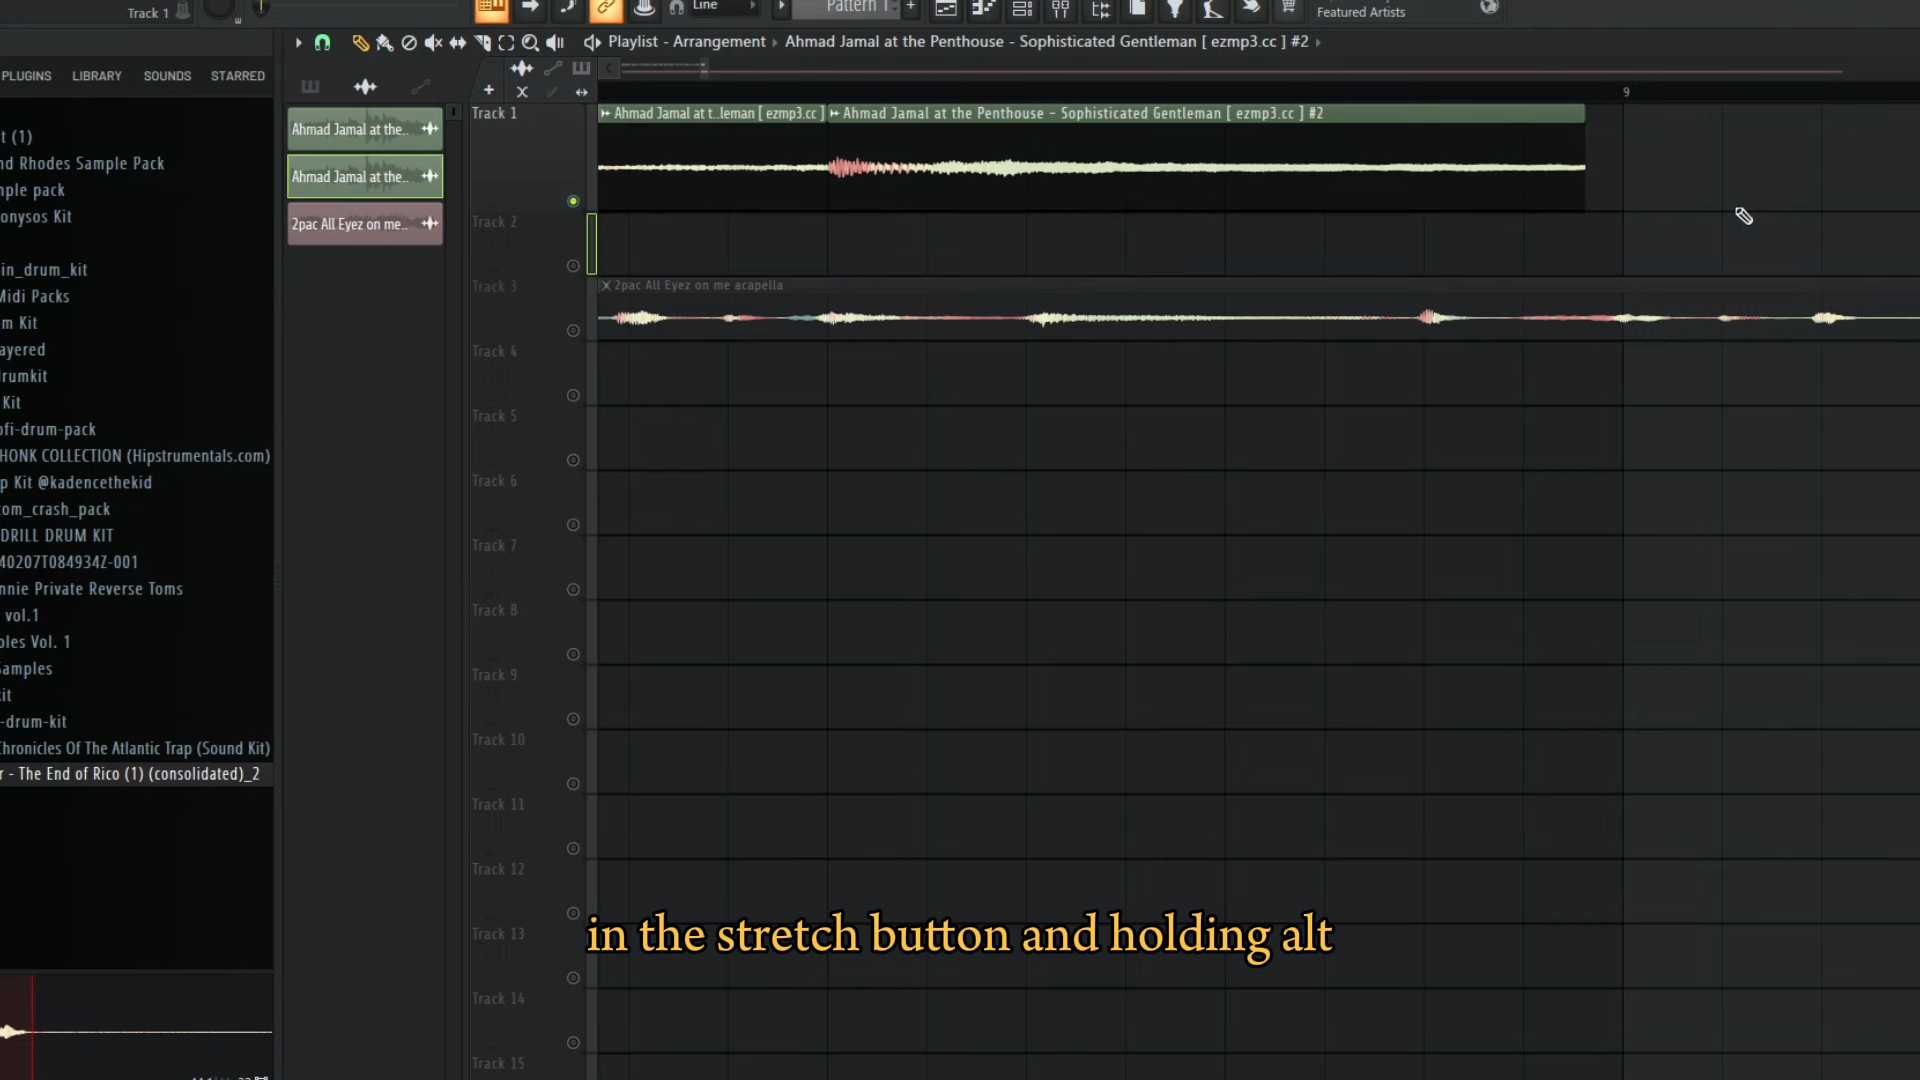 Track 1
Line
Pattern 1
Featured Artists
Playlist - Arrangement › Ahmad Jamal at the Penthouse - Sophisticated Gentleman [ ezmp3.cc ] #2
PLUGINS LIBRARY SOUNDS STARRED
9
Track 1
Ahmad Jamal at t..leman [ ezmp3.cc ]
Ahmad Jamal at the Penthouse - Sophisticated Gentleman [ ezmp3.cc ] #2
Ahmad Jamal at the..
Ahmad Jamal at the..
2pac All Eyez on me..
t (1)
nd Rhodes Sample Pack
mple pack
onysos Kit
in_drum_kit
Midi Packs
m Kit
ayered
drumkit
Kit
ofi-drum-pack
HONK COLLECTION (Hipstrumentals.com)
p Kit @kadencethekid
tom_crash_pack
DRILL DRUM KIT
40207T084934Z-001
nnie Private Reverse Toms
vol.1
ples Vol. 1
Samples
kit
-drum-kit
Chronicles Of The Atlantic Trap (Sound Kit)
r - The End of Rico (1) (consolidated)_2
Track 2
Track 3
2pac All Eyez on me acapella
Track 4
Track 5
Track 6
Track 7
Track 8
Track 9
Track 10
Track 11
Track 12
Track 13
Track 14
Track 15
in the stretch button and holding alt